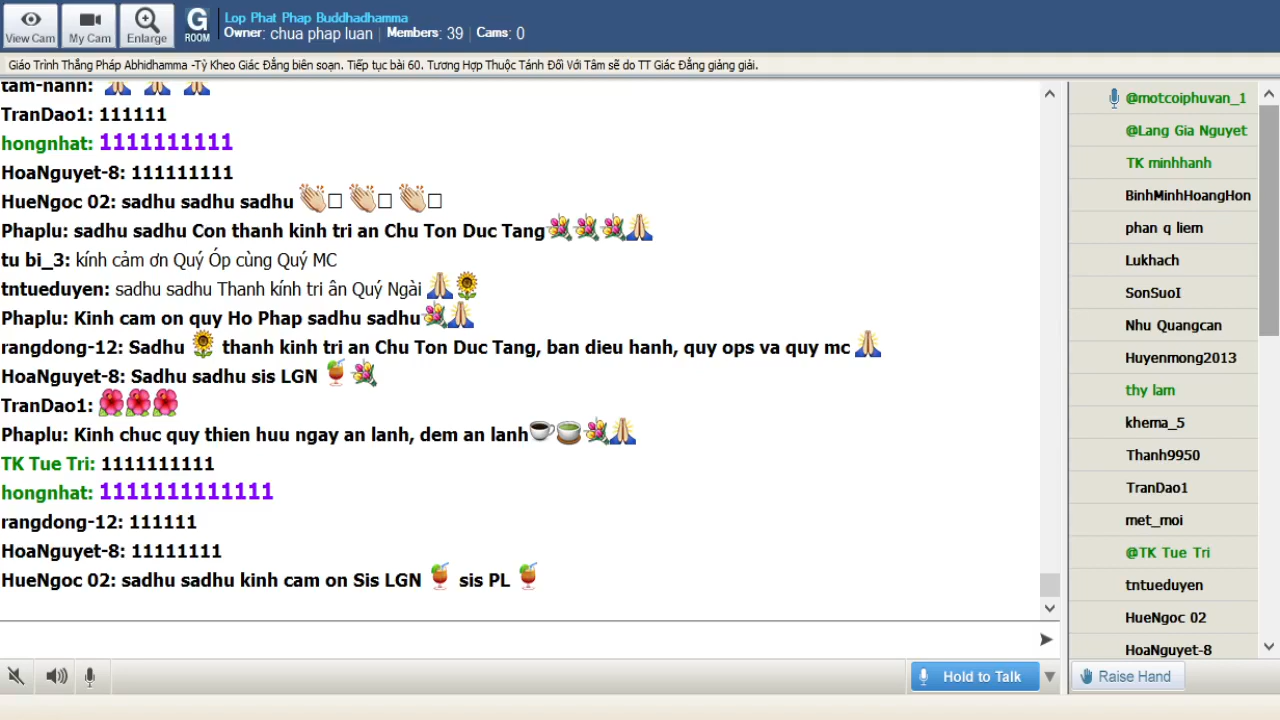 View Cam
My Cam
Enlarge
G
ROOM
Lop Phat Phap Buddhadhamma
Owner: chua phap luan | Members: 39 | Cams: 0
Giáo Trình Thắng Pháp Abhidhamma -Tỳ Kheo Giác Đẳng biên soạn. Tiếp tục bài 60. Tương Hợp Thuộc Tánh Đối Với Tâm sẽ do TT Giác Đẳng giảng giải.
tam-hanh: 🙏 🙏 🙏
TranDao1: 111111
hongnhat: 1111111111
HoaNguyet-8: 111111111
HueNgoc 02: sadhu sadhu sadhu 👏🏻 👏🏻 👏🏻
Phaplu: sadhu sadhu Con thanh kinh tri an Chu Ton Duc Tang💐💐💐🙏
tu bi_3: kính cảm ơn Quý Óp cùng Quý MC
tntueduyen: sadhu sadhu Thanh kính tri ân Quý Ngài 🙏🌻
Phaplu: Kinh cam on quy Ho Phap sadhu sadhu💐🙏
rangdong-12: Sadhu 🌻 thanh kinh tri an Chu Ton Duc Tang, ban dieu hanh, quy ops va quy mc 🙏
HoaNguyet-8: Sadhu sadhu sis LGN 🍹 💐
TranDao1: 🌺🌺🌺
Phaplu: Kinh chuc quy thien huu ngay an lanh, dem an lanh☕🍵💐🙏
TK Tue Tri: 1111111111
hongnhat: 1111111111111
rangdong-12: 111111
HoaNguyet-8: 11111111
HueNgoc 02: sadhu sadhu kinh cam on Sis LGN 🍹 sis PL 🍹
@motcoiphuvan_1
@Lang Gia Nguyet
TK minhhanh
BinhMinhHoangHon
phan q liem
Lukhach
SonSuoI
Nhu Quangcan
Huyenmong2013
thy lam
khema_5
Thanh9950
TranDao1
met_moi
@TK Tue Tri
tntueduyen
HueNgoc 02
HoaNguyet-8
Hold to Talk
Raise Hand